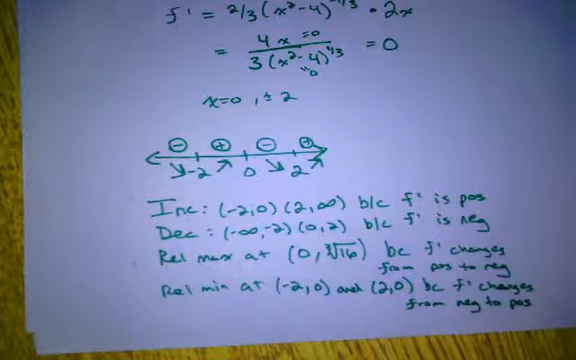 f' = 2/3 (x²-4)^-1/3 · 2x
= 4x =0 / 3(x²-4)^1/3 = 0
=0
x=0, ±2
⊖ ⊕ ⊖ ⊕
↘ -2 ↗ 0 ↘ 2 ↗
Inc: (-2,0) (2,∞) b/c f' is pos
Dec: (-∞,-2) (0,2) b/c f' is neg
Rel max at (0, ∛16) bc f' changes
from pos to neg
Rel min at (-2,0) and (2,0) bc f' changes
from neg to pos